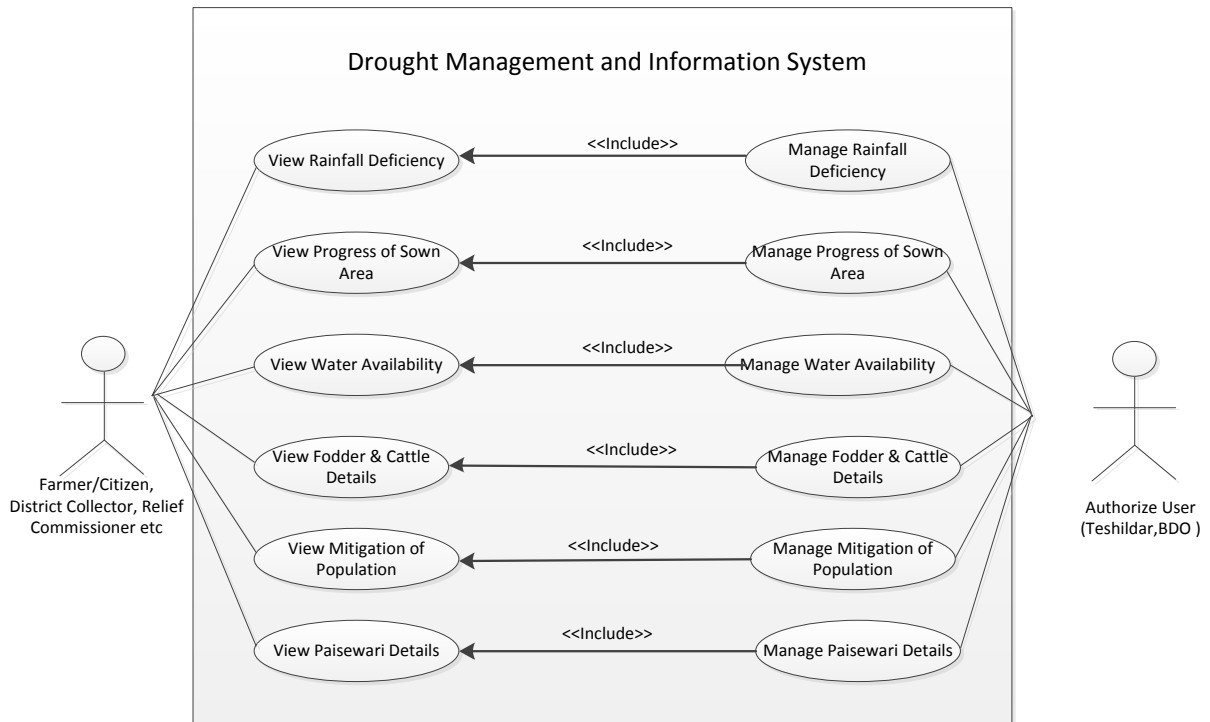 Drought Management and Information System
<<Include>>
View Rainfall Deficiency
Manage Rainfall
Deficiency
<<Include>>
View Progress of Sown
Area
Manage Progress of Sown
Area
<<Include>>
View Water Availability
Manage Water Availability
<<Include>>
View Fodder & Cattle
Details
Manage Fodder & Cattle
Details
Farmer/Citizen,
District Collector, Relief
Commissioner etc
Authorize User
(Teshildar,BDO )
<<Include>>
View Mitigation of
Population
Manage Mitigation of
Population
<<Include>>
View Paisewari Details
Manage Paisewari Details